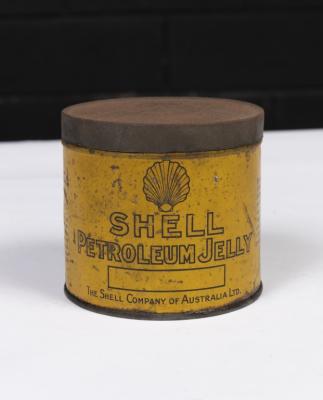 SHELL
PETROLEUM JELLY
THE SHELL COMPANY OF AUSTRALIA LTD.